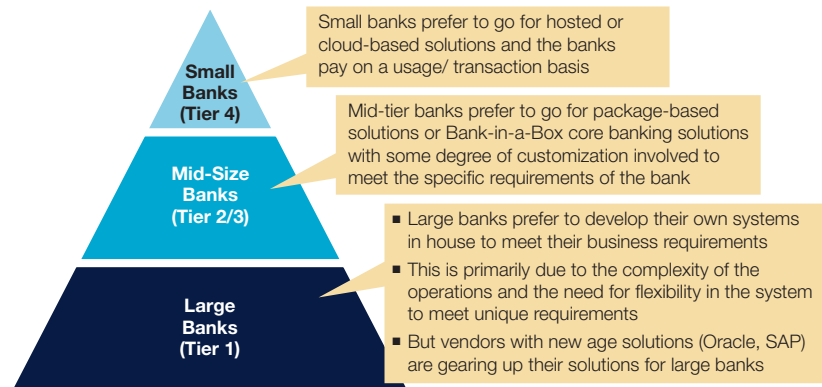 Small banks prefer to go for hosted or
cloud-based solutions and the banks
pay on a usage/ transaction basis
Small
Banks
(Tier 4)
Mid-tier banks prefer to go for package-based
solutions or Bank-in-a-Box core banking solutions
with some degree of customization involved to
meet the specific requirements of the bank
Mid-Size
Banks
(Tier 2/3)
■ Large banks prefer to develop their own systems
in house to meet their business requirements
■ This is primarily due to the complexity of the
operations and the need for flexibility in the system
to meet unique requirements
■ But vendors with new age solutions (Oracle, SAP)
are gearing up their solutions for large banks
Large
Banks
(Tier 1)